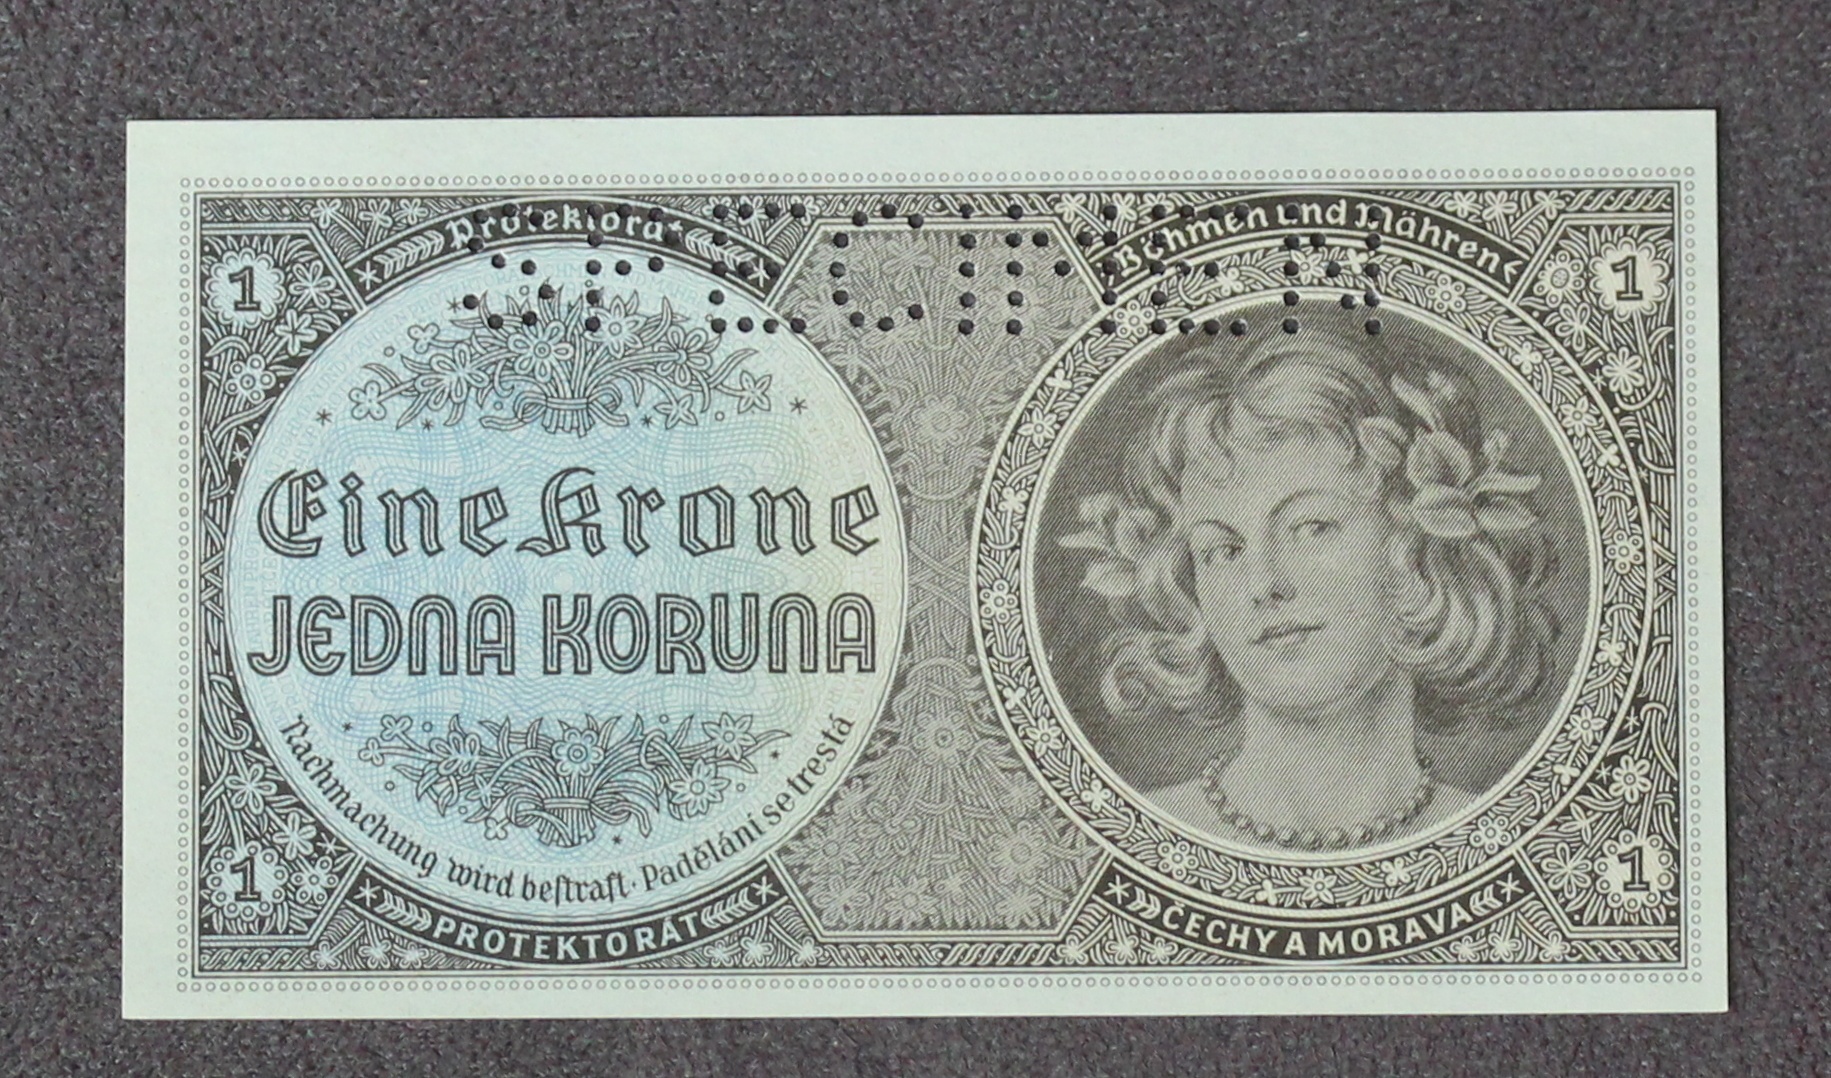 Protektorat
Böhmen und Mähren
SPECIMEN
1
1
Eine Krone
JEDNA KORUNA
Nachmachung wird bestraft · Padělání se trestá
1
1
PROTEKTORÁT
ČECHY A MORAVA